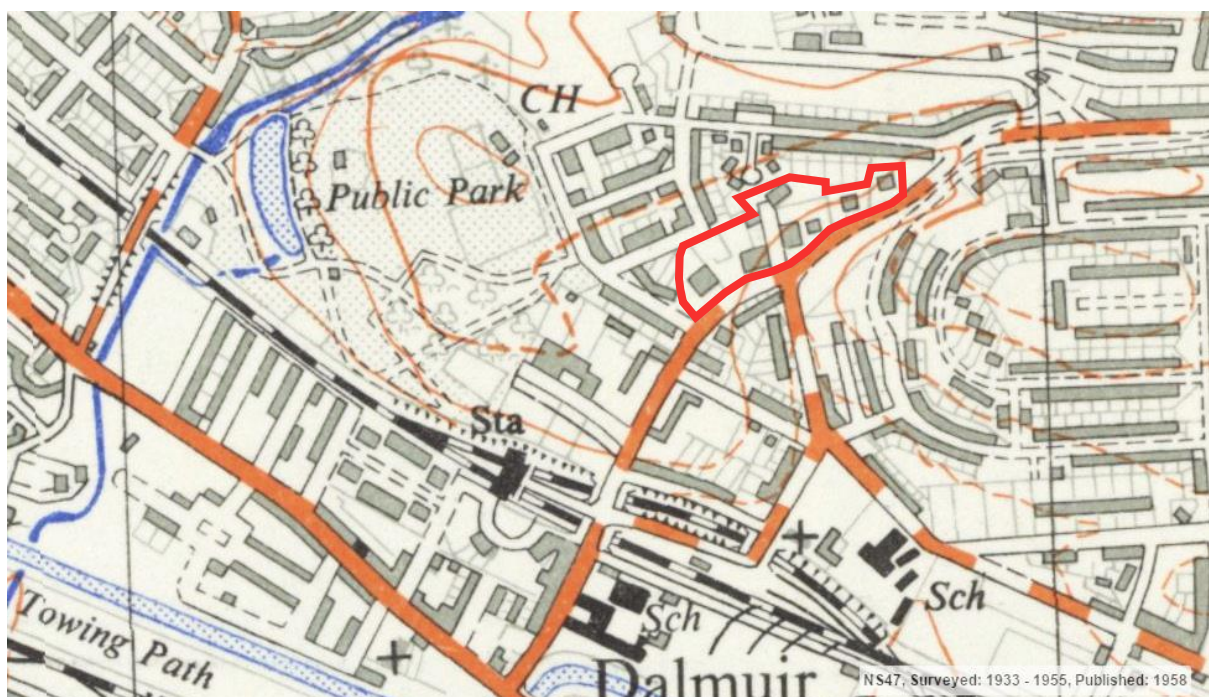 CH
Public Park
Sta
Sch
Sch
Towing Path
Dalmuir
NS47, Surveyed: 1933 - 1955, Published: 1958